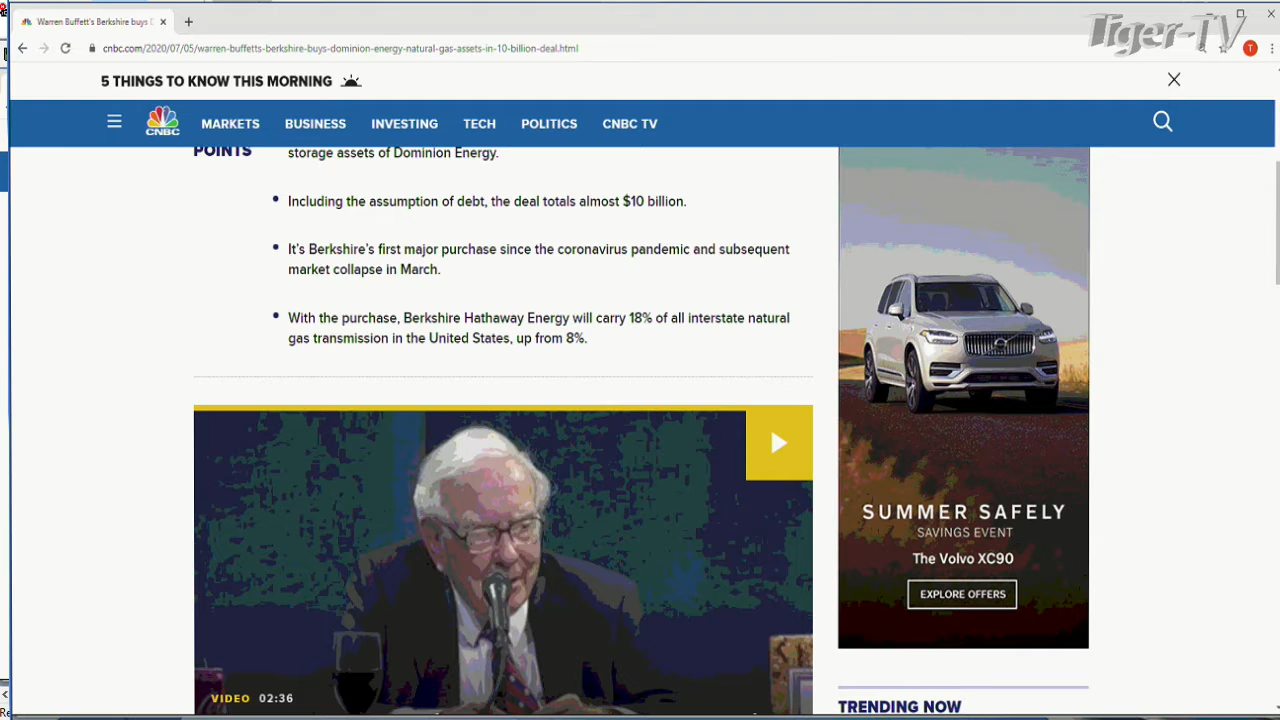 Warren Buffett's Berkshire buys D
Tiger-TV
cnbc.com/2020/07/05/warren-buffetts-berkshire-buys-dominion-energy-natural-gas-assets-in-10-billion-deal.html
T
5 THINGS TO KNOW THIS MORNING
CNBC
MARKETS
BUSINESS
INVESTING
TECH
POLITICS
CNBC TV
POINTS
storage assets of Dominion Energy.
Including the assumption of debt, the deal totals almost $10 billion.
It's Berkshire's first major purchase since the coronavirus pandemic and subsequent
market collapse in March.
With the purchase, Berkshire Hathaway Energy will carry 18% of all interstate natural
gas transmission in the United States, up from 8%.
VIDEO 02:36
SUMMER SAFELY
SAVINGS EVENT
The Volvo XC90
EXPLORE OFFERS
TRENDING NOW
Re